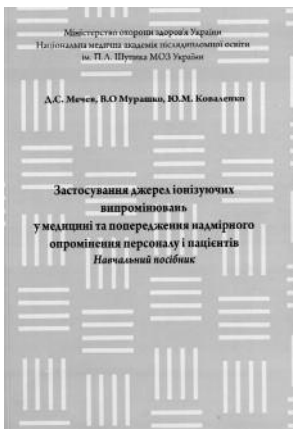 Міністерство охорони здоров'я України
Національна медична академія післядипломної освіти
ім. П.Л. Шупика МОЗ України
Д.С. Мечев, В.О Мурашко, Ю.М. Коваленко
Застосування джерел іонізуючих
випромінювань
у медицині та попередження надмірного
опромінення персоналу і пацієнтів
Навчальний посібник